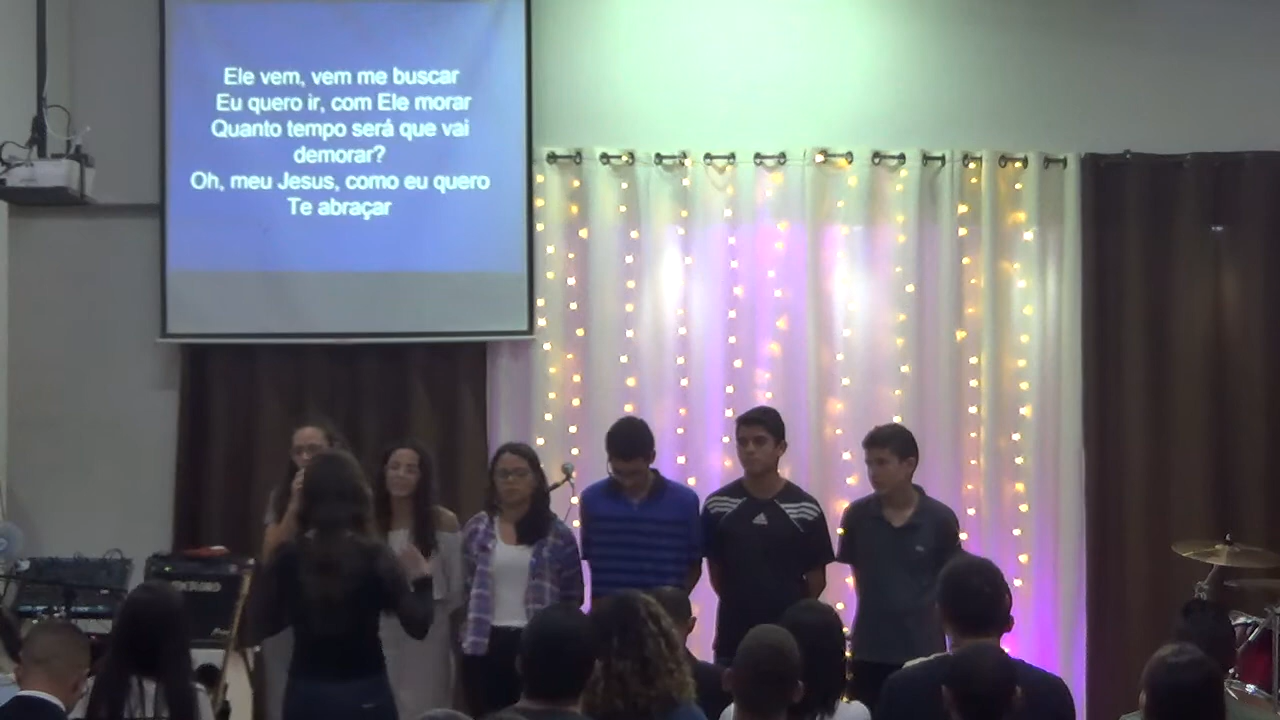 Ele vem, vem me buscar
Eu quero ir, com Ele morar
Quanto tempo será que vai
demorar?
Oh, meu Jesus, como eu quero
Te abraçar